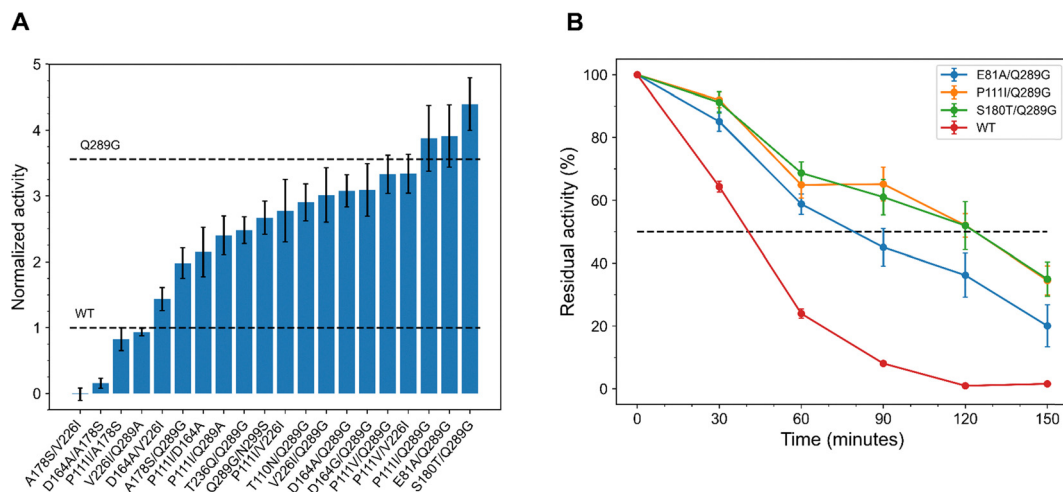 A
Normalized activity
5
4
3
2
1
0
Q289G
WT
A178S/V226I
D164A/A178S
P111I/A178S
V226I/Q289A
D164A/V226I
A178S/Q289G
P111I/D164A
P111I/Q289A
T236Q/Q289G
Q289G/N299S
P111I/V226I
T110N/Q289G
V226I/Q289G
D164A/Q289G
D164G/Q289G
P111V/Q289G
P111V/V226I
P111I/Q289G
E81A/Q289G
S180T/Q289G
B
Residual activity (%)
100
80
60
40
20
0
E81A/Q289G
P111I/Q289G
S180T/Q289G
WT
0
30
60
90
120
150
Time (minutes)